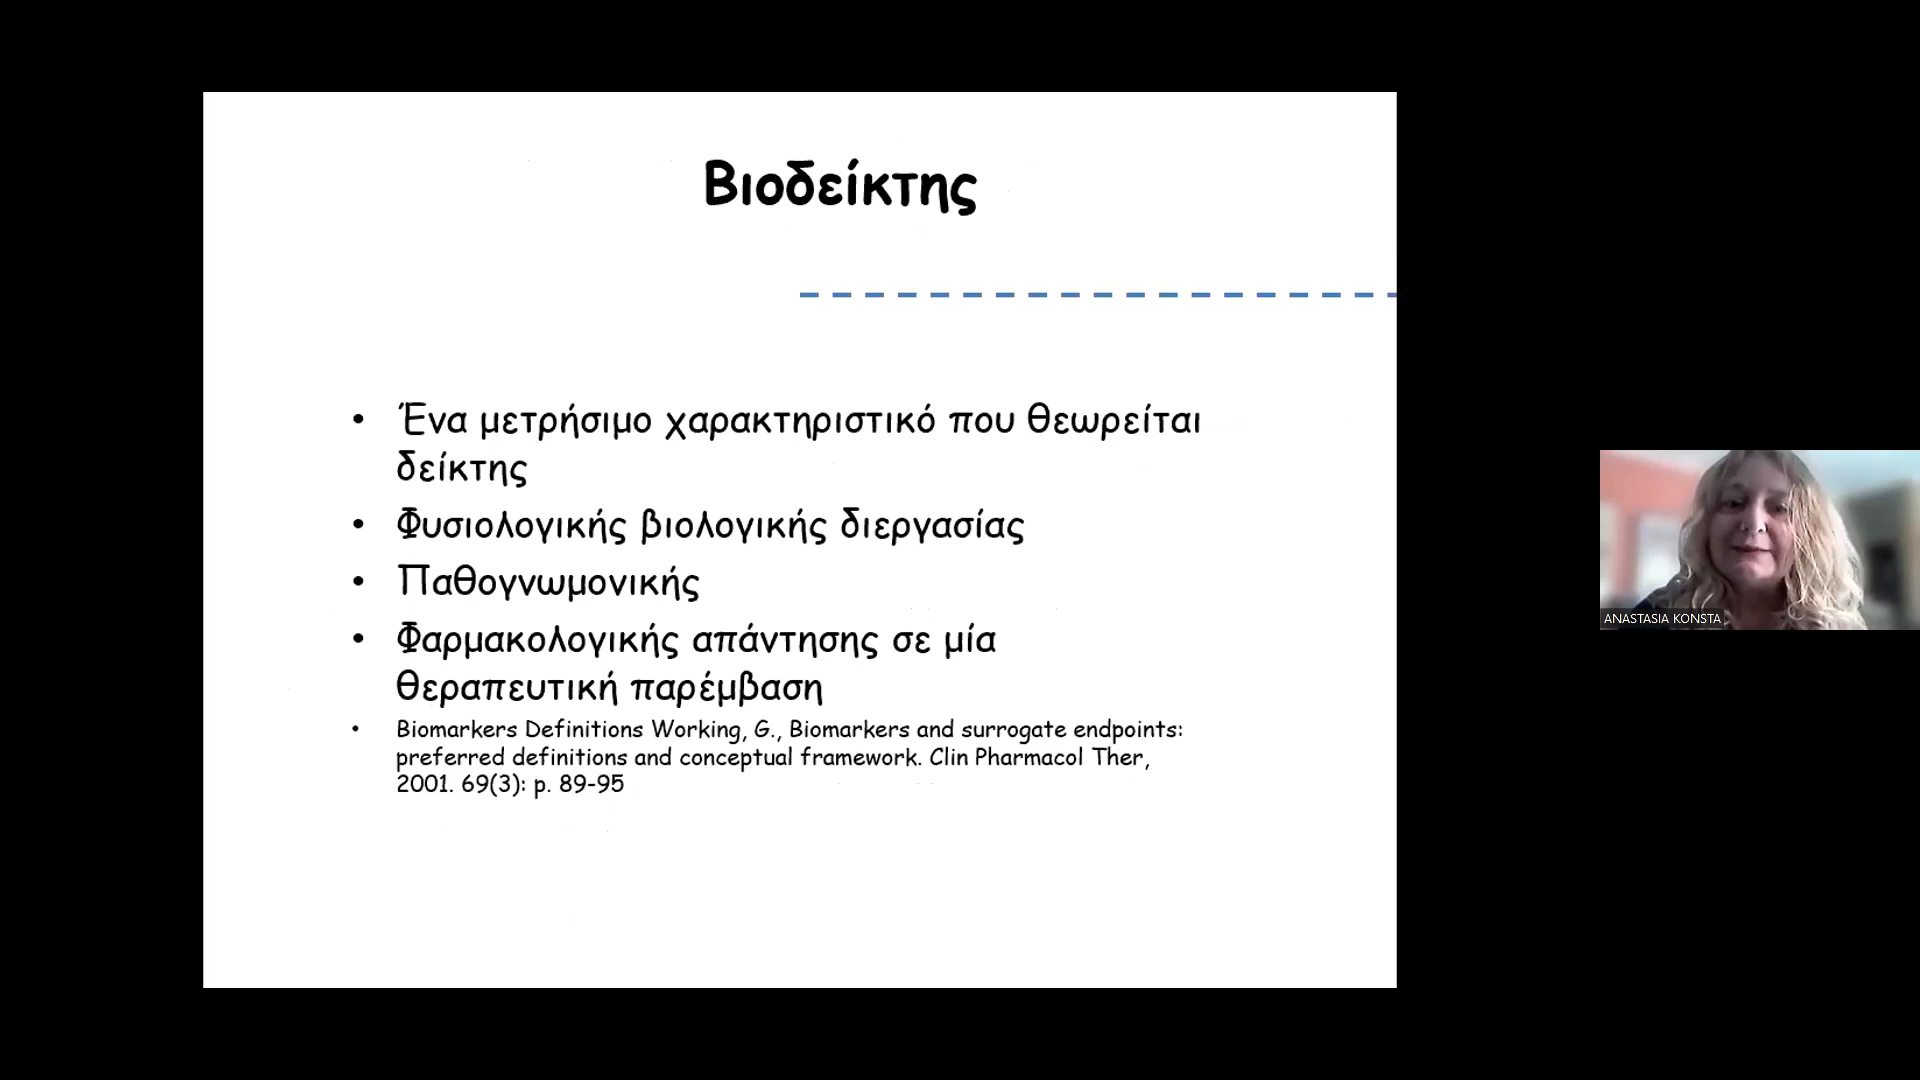 Βιοδείκτης
• Ένα μετρήσιμο χαρακτηριστικό που θεωρείται
δείκτης
• Φυσιολογικής βιολογικής διεργασίας
• Παθογνωμονικής
• Φαρμακολογικής απάντησης σε μία
θεραπευτική παρέμβαση
• Biomarkers Definitions Working, G., Biomarkers and surrogate endpoints:
preferred definitions and conceptual framework. Clin Pharmacol Ther,
2001. 69(3): p. 89-95
ANASTASIA KONSTA